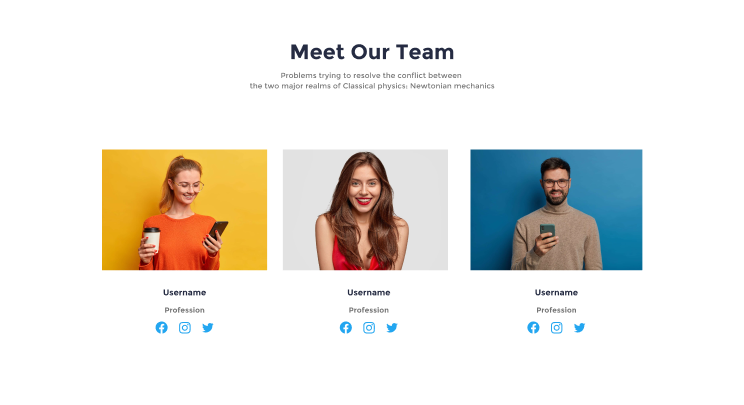 Meet Our Team
Problems trying to resolve the conflict between
the two major realms of Classical physics: Newtonian mechanics
Username
Username
Username
Profession
Profession
Profession